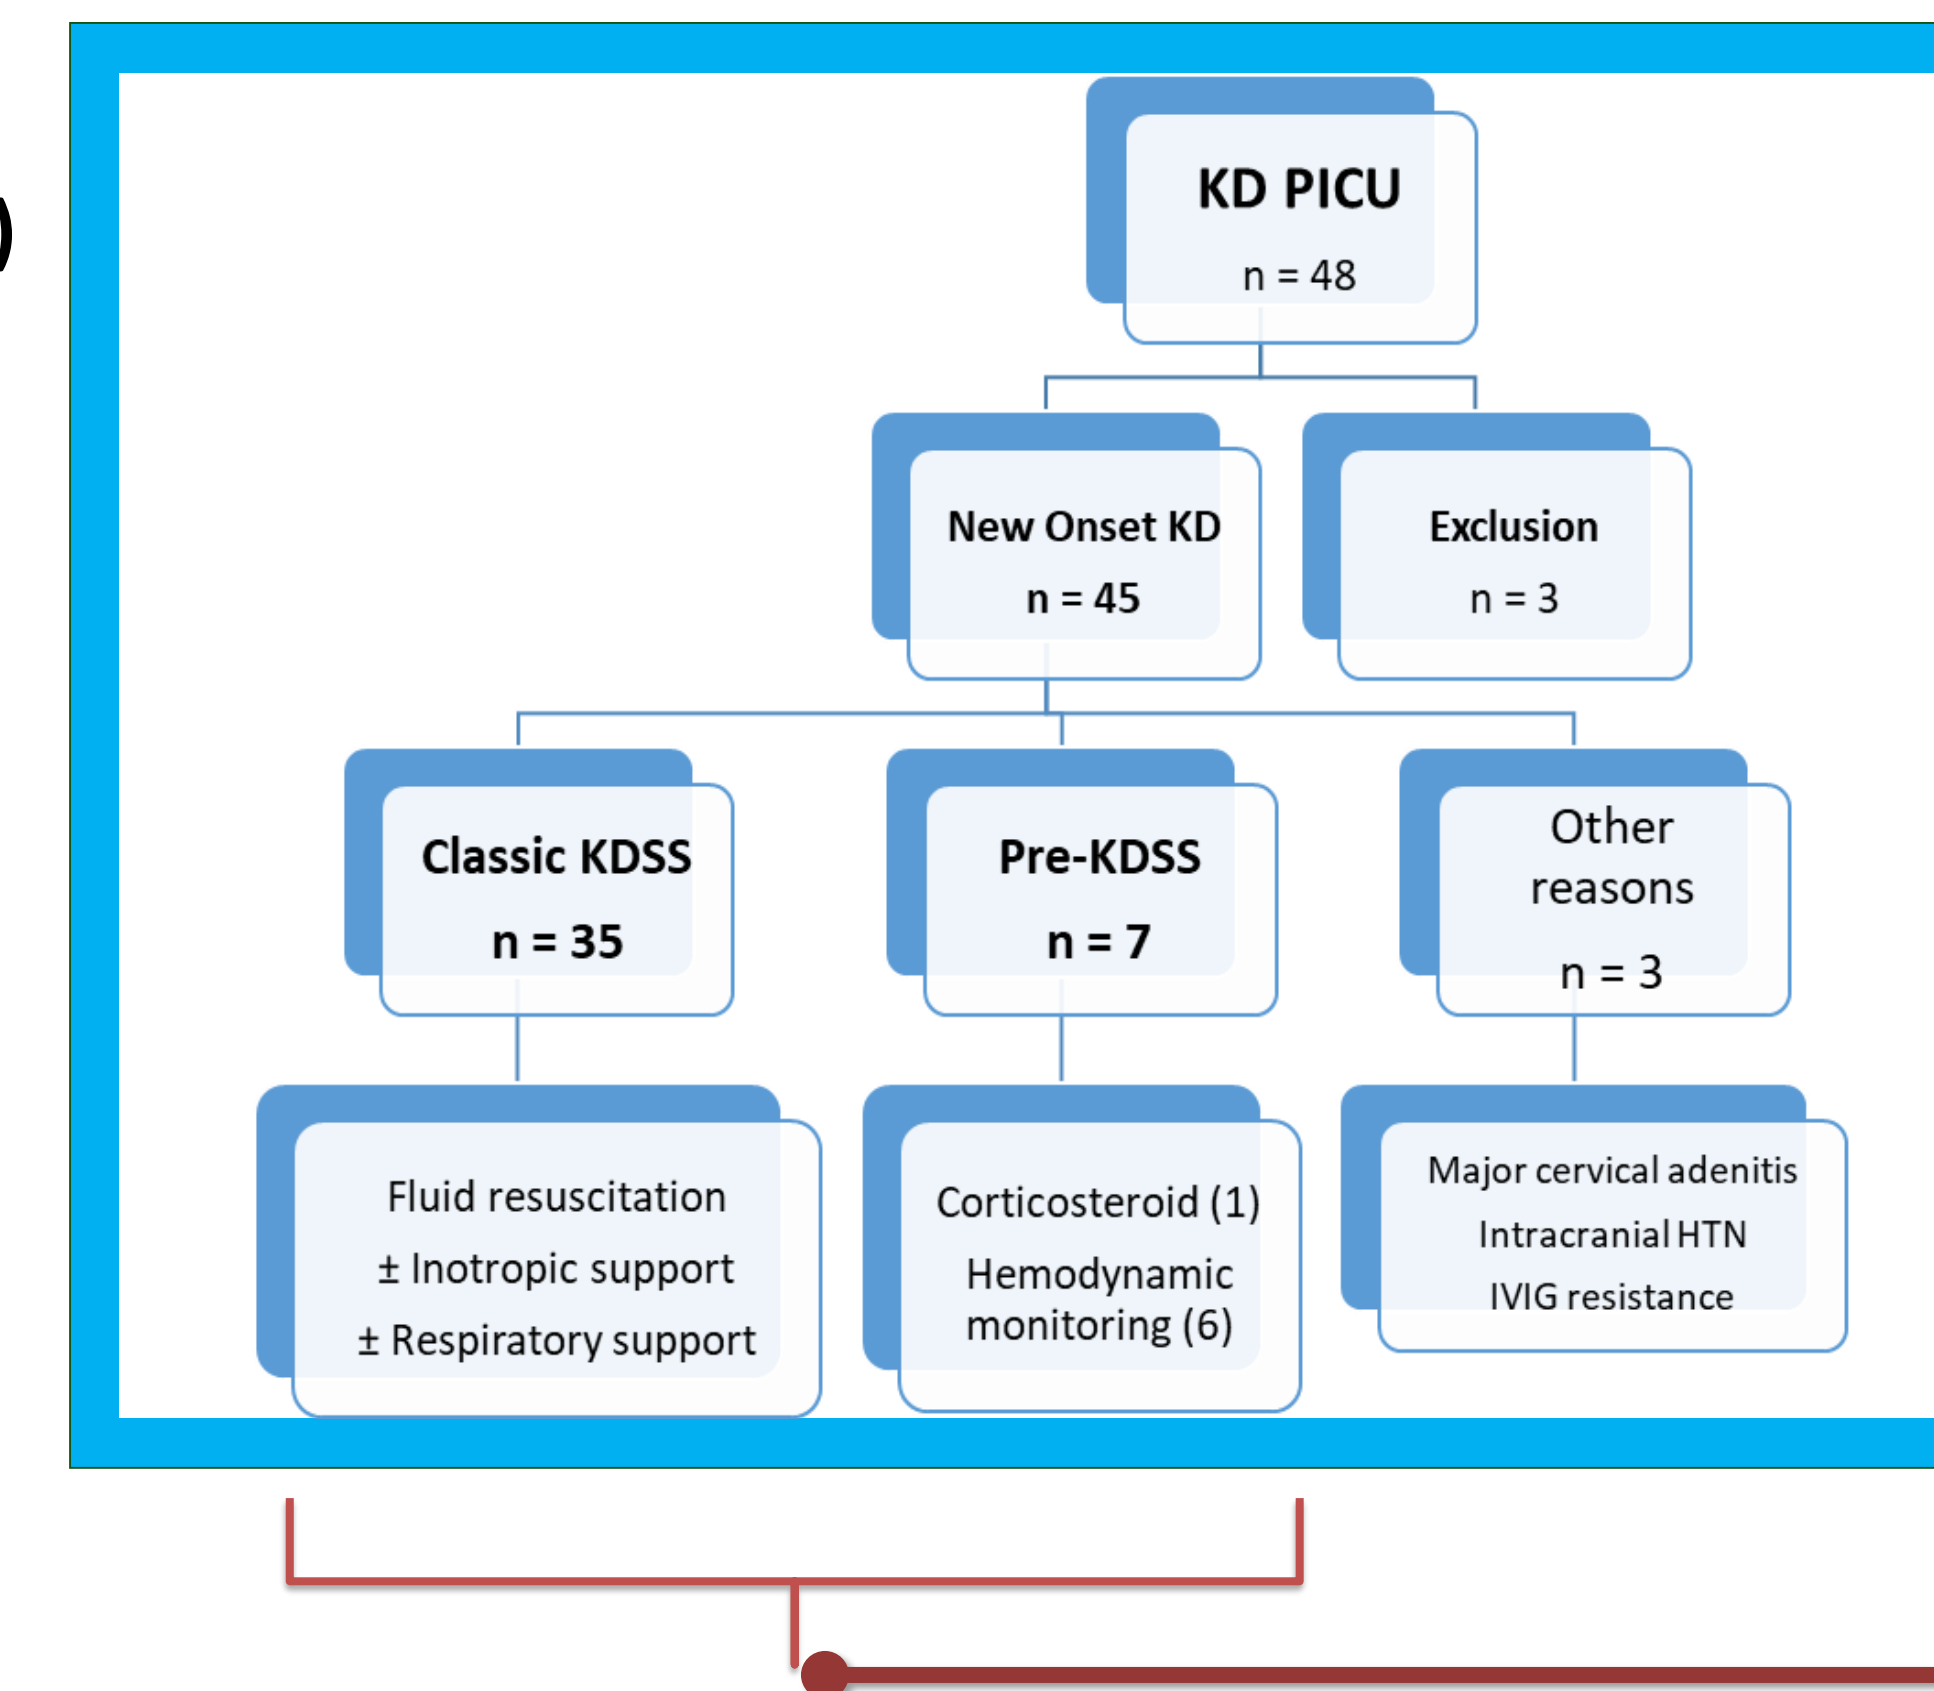 )
KD PICU
n = 48
New Onset KD
n = 45
Exclusion
n = 3
Classic KDSS
n = 35
Pre-KDSS
n = 7
Other
reasons
n = 3
Fluid resuscitation
± Inotropic support
± Respiratory support
Corticosteroid (1)
Hemodynamic
monitoring (6)
Major cervical adenitis
Intracranial HTN
IVIG resistance